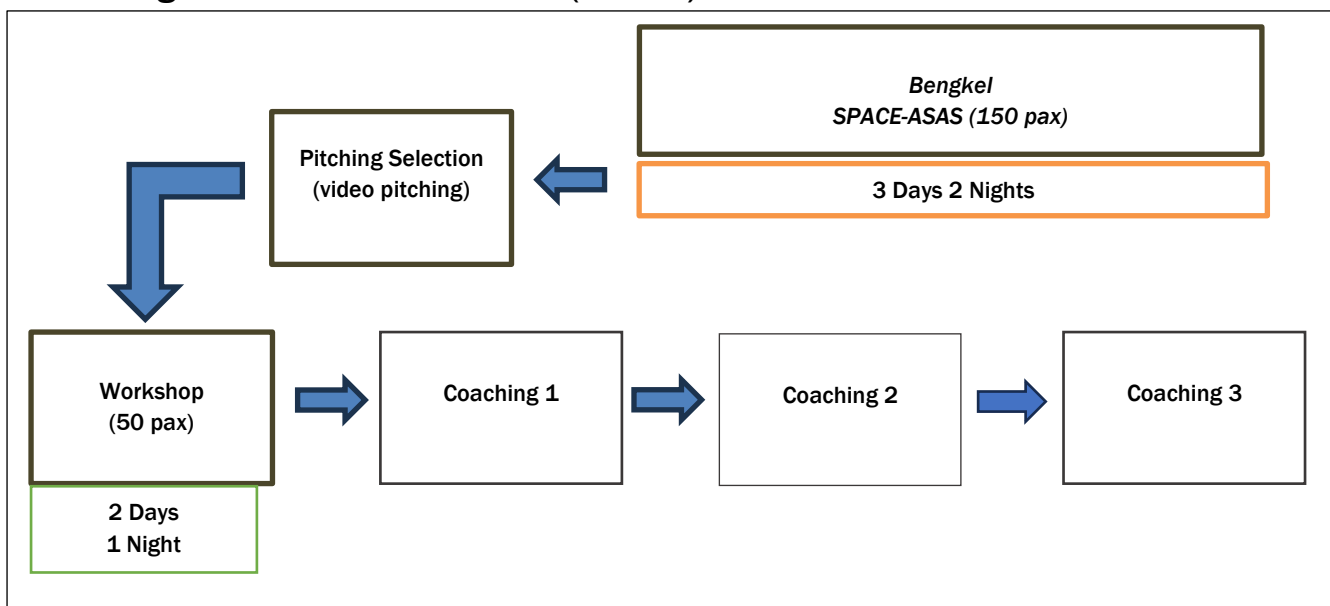 Bengkel
SPACE-ASAS (150 pax)
3 Days 2 Nights
Pitching Selection
(video pitching)
Workshop
(50 pax)
2 Days
1 Night
Coaching 1
Coaching 2
Coaching 3